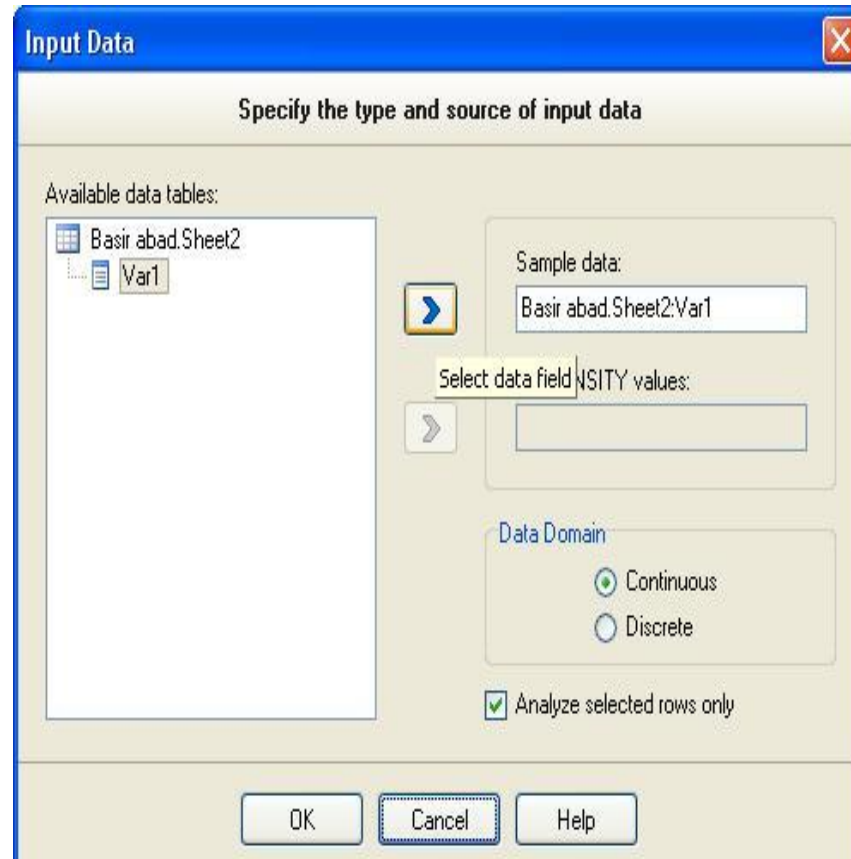 Input Data
Specify the type and source of input data
Available data tables:
Basir abad.Sheet2
Var1
Sample data:
Basir abad.Sheet2:Var1
Select data field
NSITY values:
Data Domain
Continuous
Discrete
Analyze selected rows only
OK
Cancel
Help